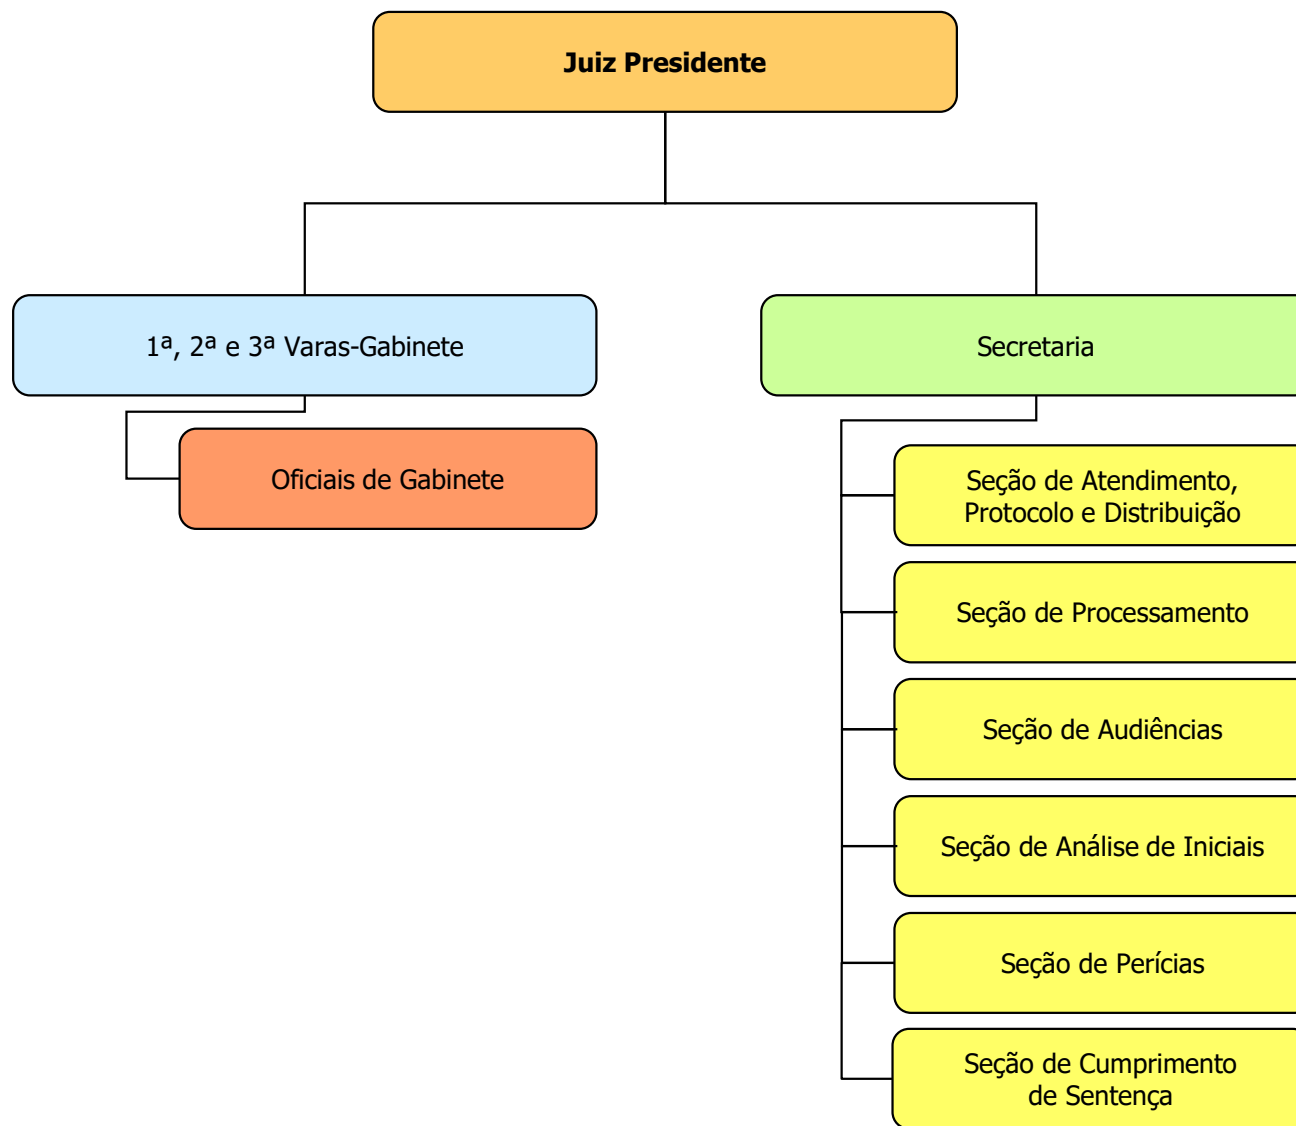 Juiz Presidente
1ª, 2ª e 3ª Varas-Gabinete
Secretaria
Oficiais de Gabinete
Seção de Atendimento,
Protocolo e Distribuição
Seção de Processamento
Seção de Audiências
Seção de Análise de Iniciais
Seção de Perícias
Seção de Cumprimento
de Sentença